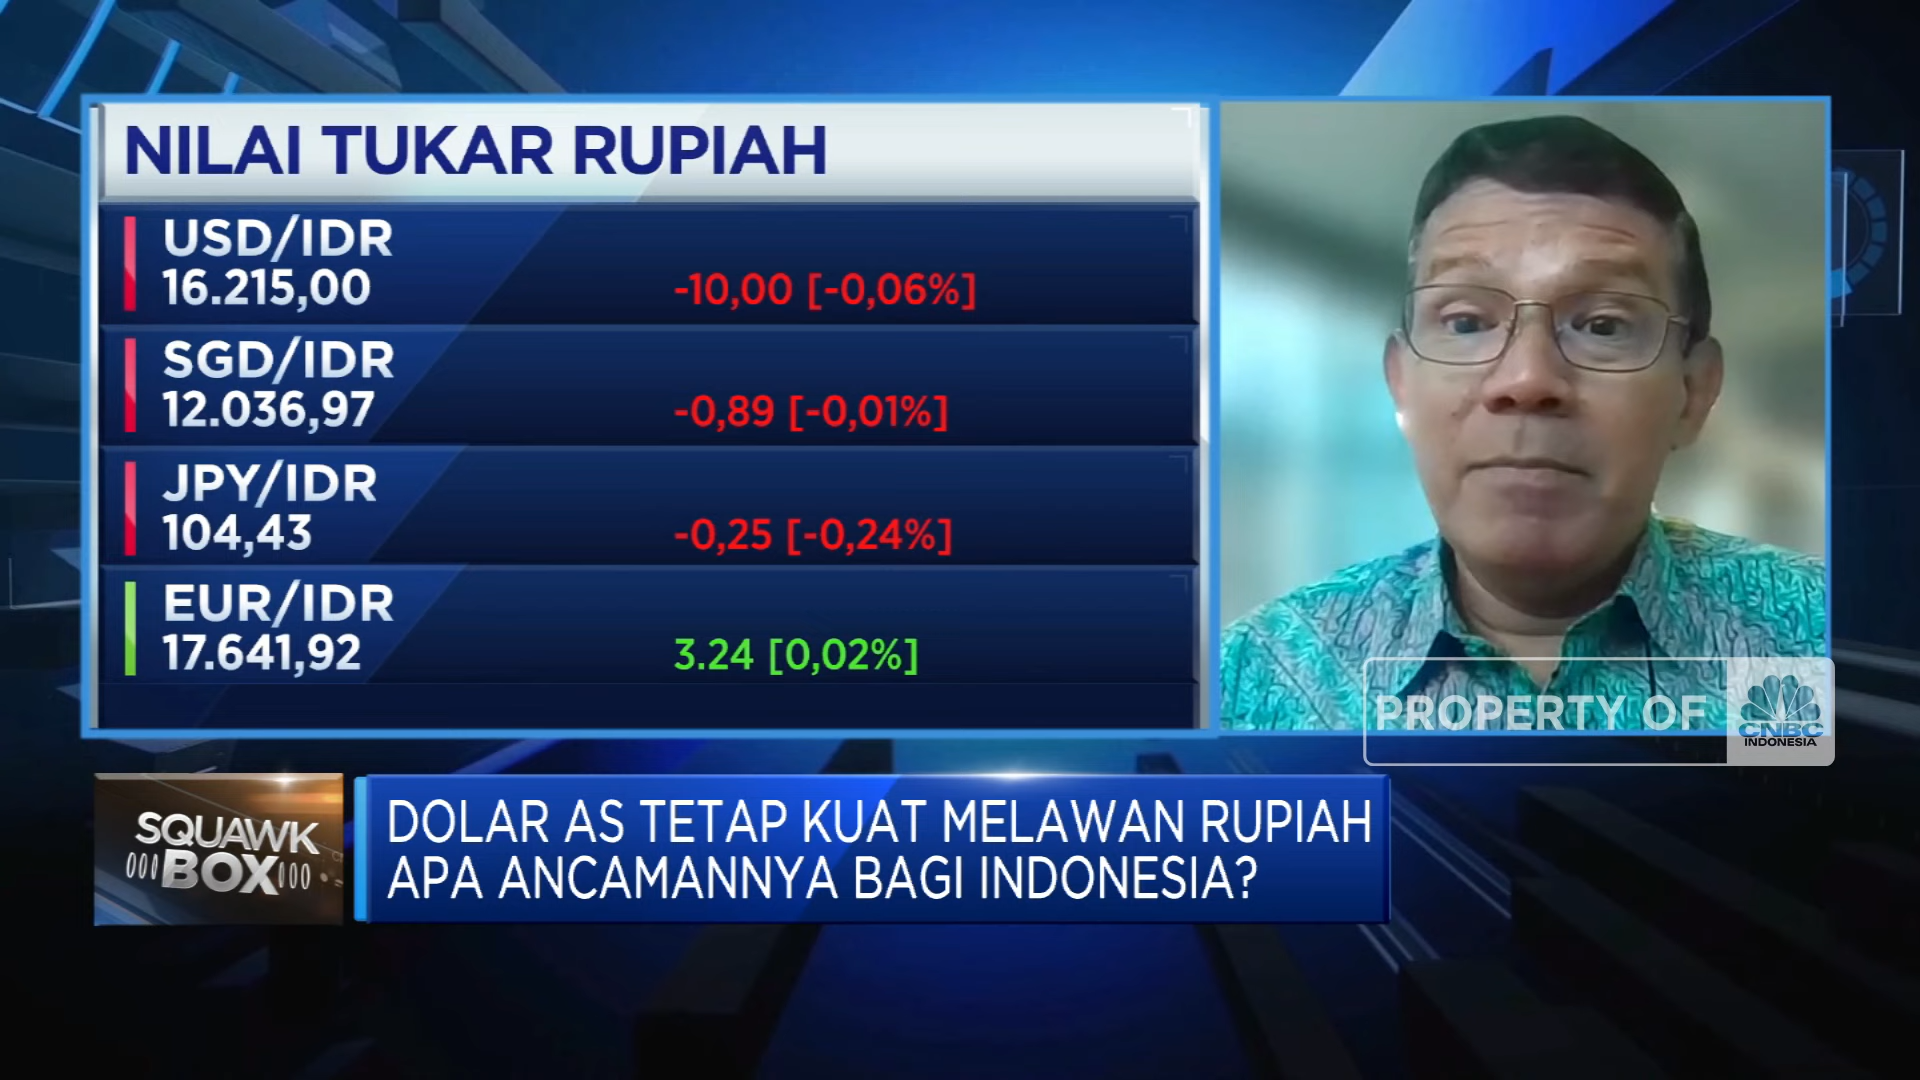 NILAI TUKAR RUPIAH
USD/IDR
16.215,00 -10,00 [-0,06%]
SGD/IDR
12.036,97 -0,89 [-0,01%]
JPY/IDR
104,43 -0,25 [-0,24%]
EUR/IDR
17.641,92 3.24 [0,02%]
PROPERTY OF
CNBC
INDONESIA
SQUAWK
BOX
DOLAR AS TETAP KUAT MELAWAN RUPIAH
APA ANCAMANNYA BAGI INDONESIA?